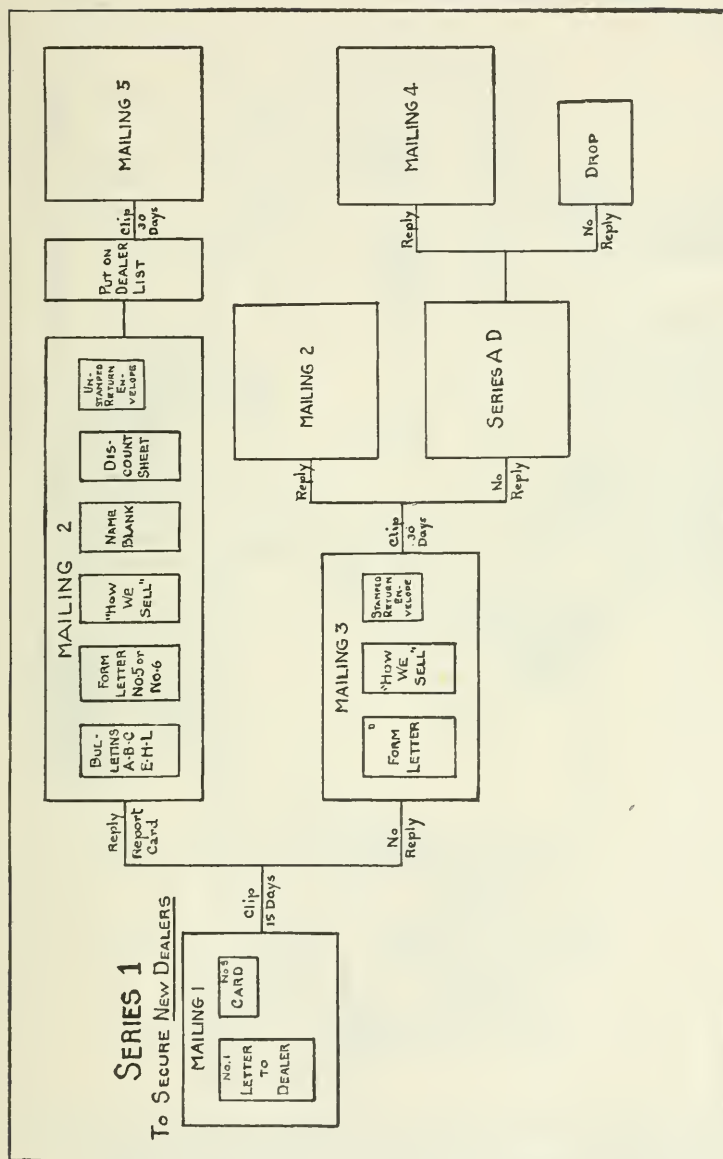 SERIES 1
TO SECURE NEW DEALERS
MAILING 1
No.1
LETTER
TO
DEALER
CARD
Clip
15 Days
Reply
Report
Card
MAILING 2
BUL-
LETINS
A-B-C
E-H-L
FORM
LETTER
No.5 or
No.6
"HOW
WE
SELL"
NAME
BLANK
DIS-
COUNT
SHEET
UN-
STAMPED
RETURN
EN-
VELOPE
PUT ON
DEALER
LIST
Clip
30
Days
MAILING 5
No
Reply
MAILING 3
D
FORM
LETTER
"HOW
WE "
SELL
STAMPED
RETURN
EN-
VELOPE
Clip
30
Days
Reply
MAILING 2
No
Reply
SERIES A D
Reply
MAILING 4
No
Reply
DROP